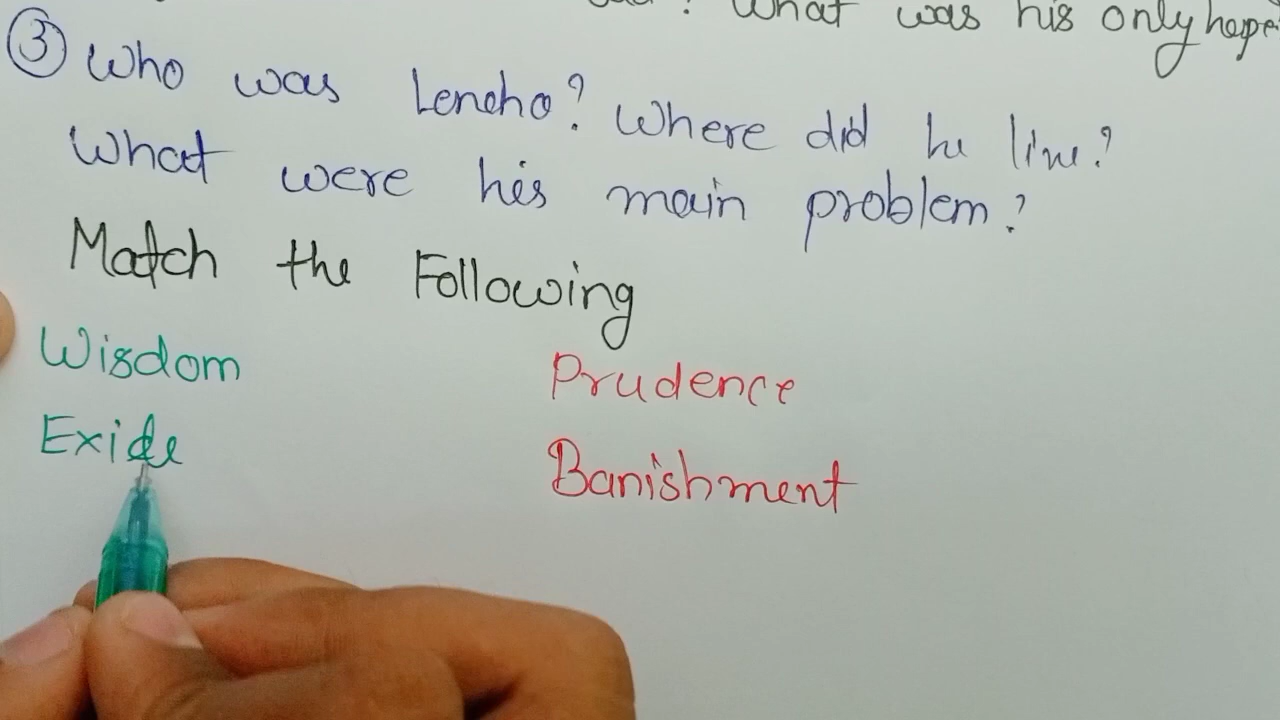 What was his only hope
③ Who was Lencho? Where did he live?
What were his main problem?
Match the Following
Wisdom Prudence
Exide Banishment